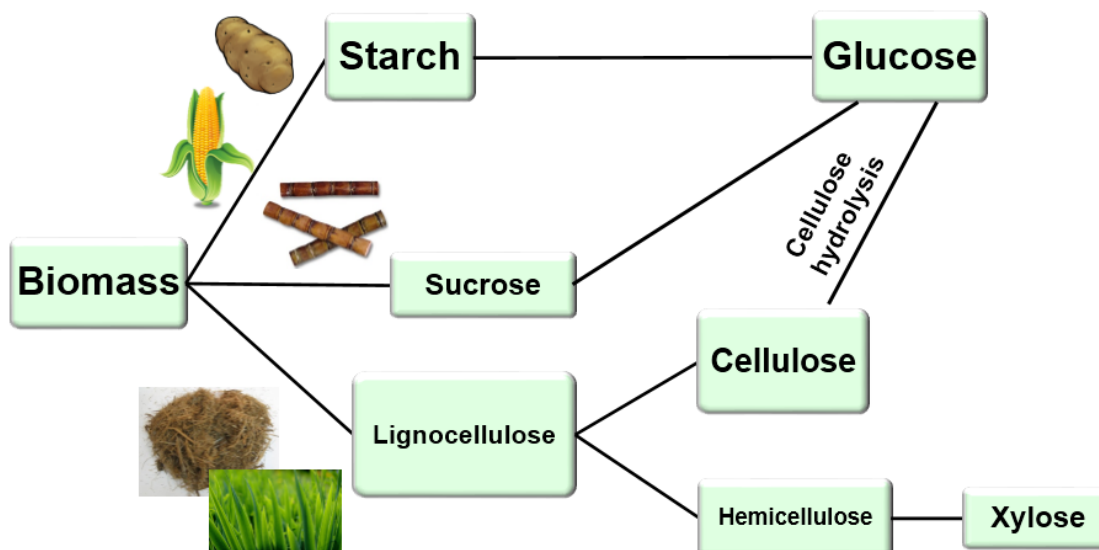 Starch
Glucose
Cellulose
hydrolysis
Biomass
Sucrose
Cellulose
Lignocellulose
Hemicellulose
Xylose